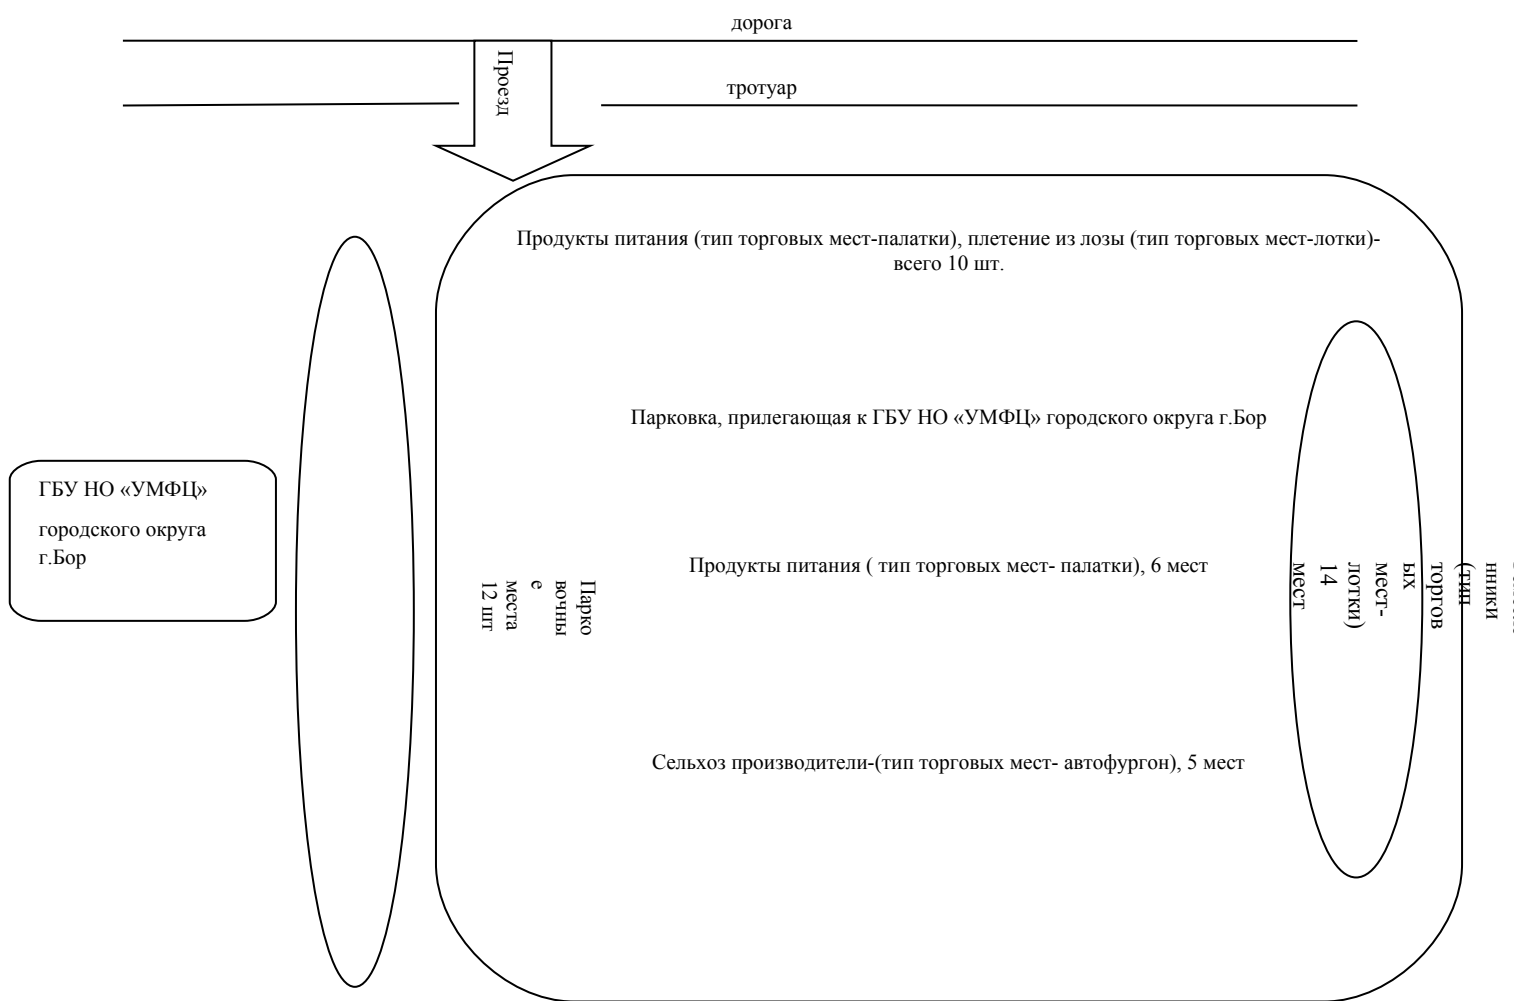 дорога
Проезд
тротуар
Продукты питания (тип торговых мест-палатки), плетение из лозы (тип торговых мест-лотки)-
всего 10 шт.
Парковка, прилегающая к ГБУ НО «УМФЦ» городского округа г.Бор
ГБУ НО «УМФЦ»
городского округа
г.Бор
Продукты питания ( тип торговых мест- палатки), 6 мест
Парко
вочны
е
места
12 шт
нники
(тип
торгов
ых
мест-
лотки)
14
мест
Сельхоз производители-(тип торговых мест- автофургон), 5 мест